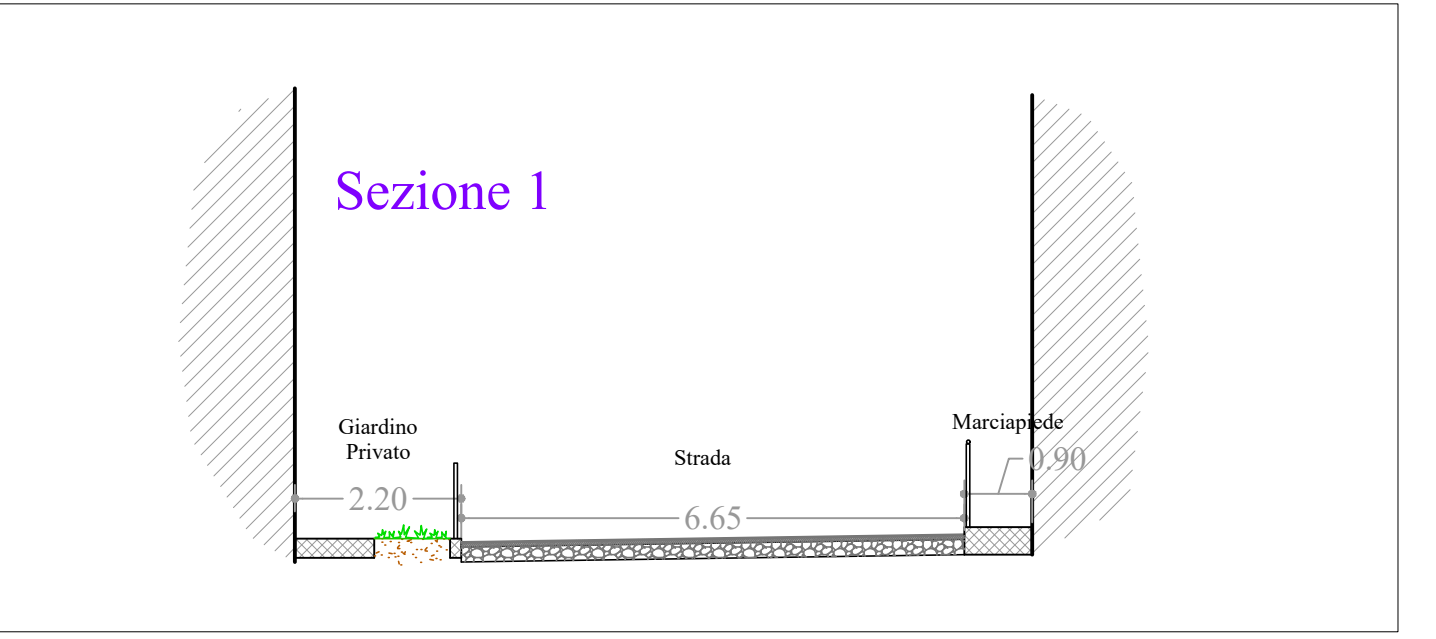 Sezione 1
Giardino
Privato
Strada
Marciapiede
2.20
6.65
0.90